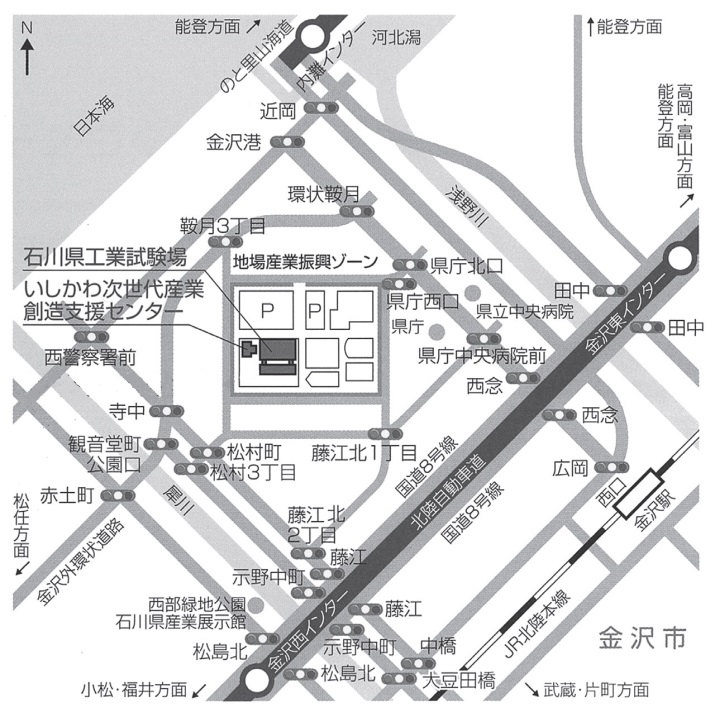 N
能登方面
のと里山海道
内灘インター
河北潟
能登方面
高岡・富山方面
能登方面
日本海
近岡
金沢港
浅野川
環状鞍月
鞍月3丁目
石川県工業試験場
地場産業振興ゾーン
県庁北口
いしかわ次世代産業
創造支援センター
県庁西口
田中
P
P
県庁
県立中央病院
金沢東インター
田中
西警察署前
県庁中央病院前
西念
寺中
西念
観音堂町
公園口
松村町
松村3丁目
藤江北1丁目
国道8号線
北陸自動車道
国道8号線
広岡
西口
金沢駅
赤土町
松任方面
犀川
金沢外環状道路
藤江北
2丁目
藤江
示野中町
西部緑地公園
石川県産業展示館
藤江
JR北陸本線
金沢市
松島北
金沢西インター
示野中町
中橋
松島北
大豆田橋
小松・福井方面
武蔵・片町方面